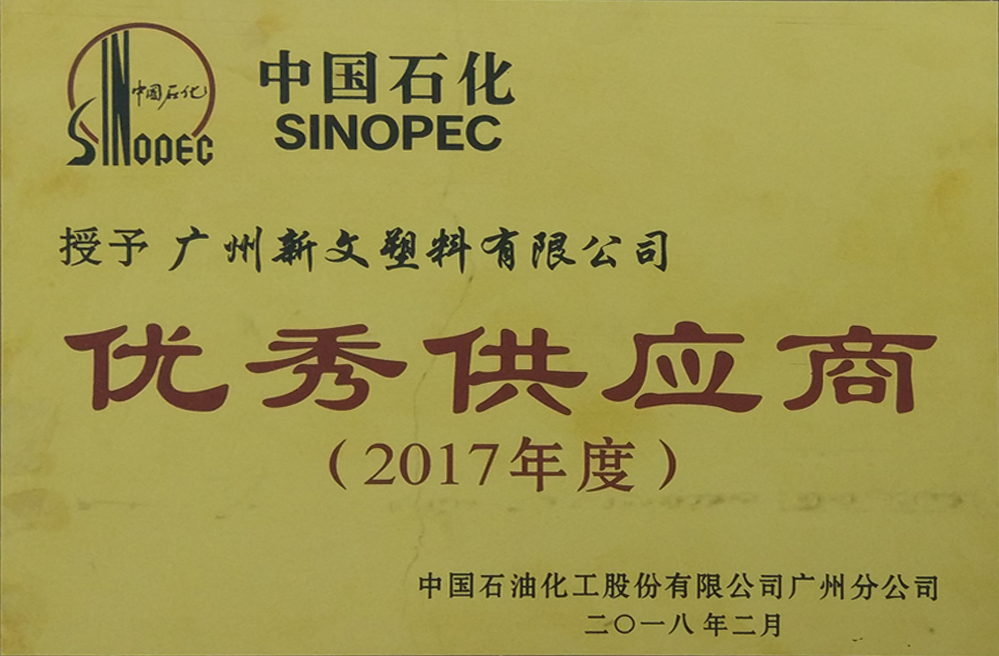 中国石化
SINOPEC
中国石化
SINOPEC
授予 广州新文塑料有限公司
优秀供应商
（2017年度）
中国石油化工股份有限公司广州分公司
二〇一八年二月